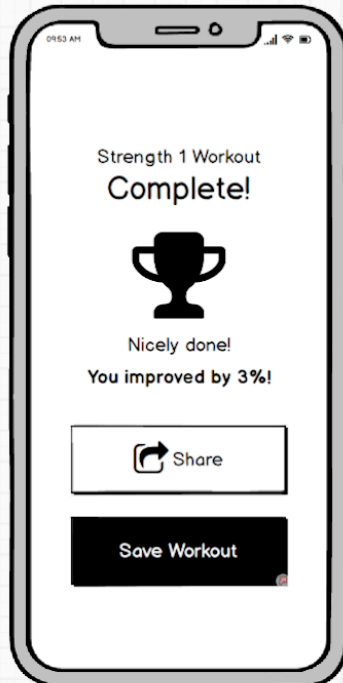 09:53 AM
Strength 1 Workout
Complete!
Nicely done!
You improved by 3%!
Share
Save Workout